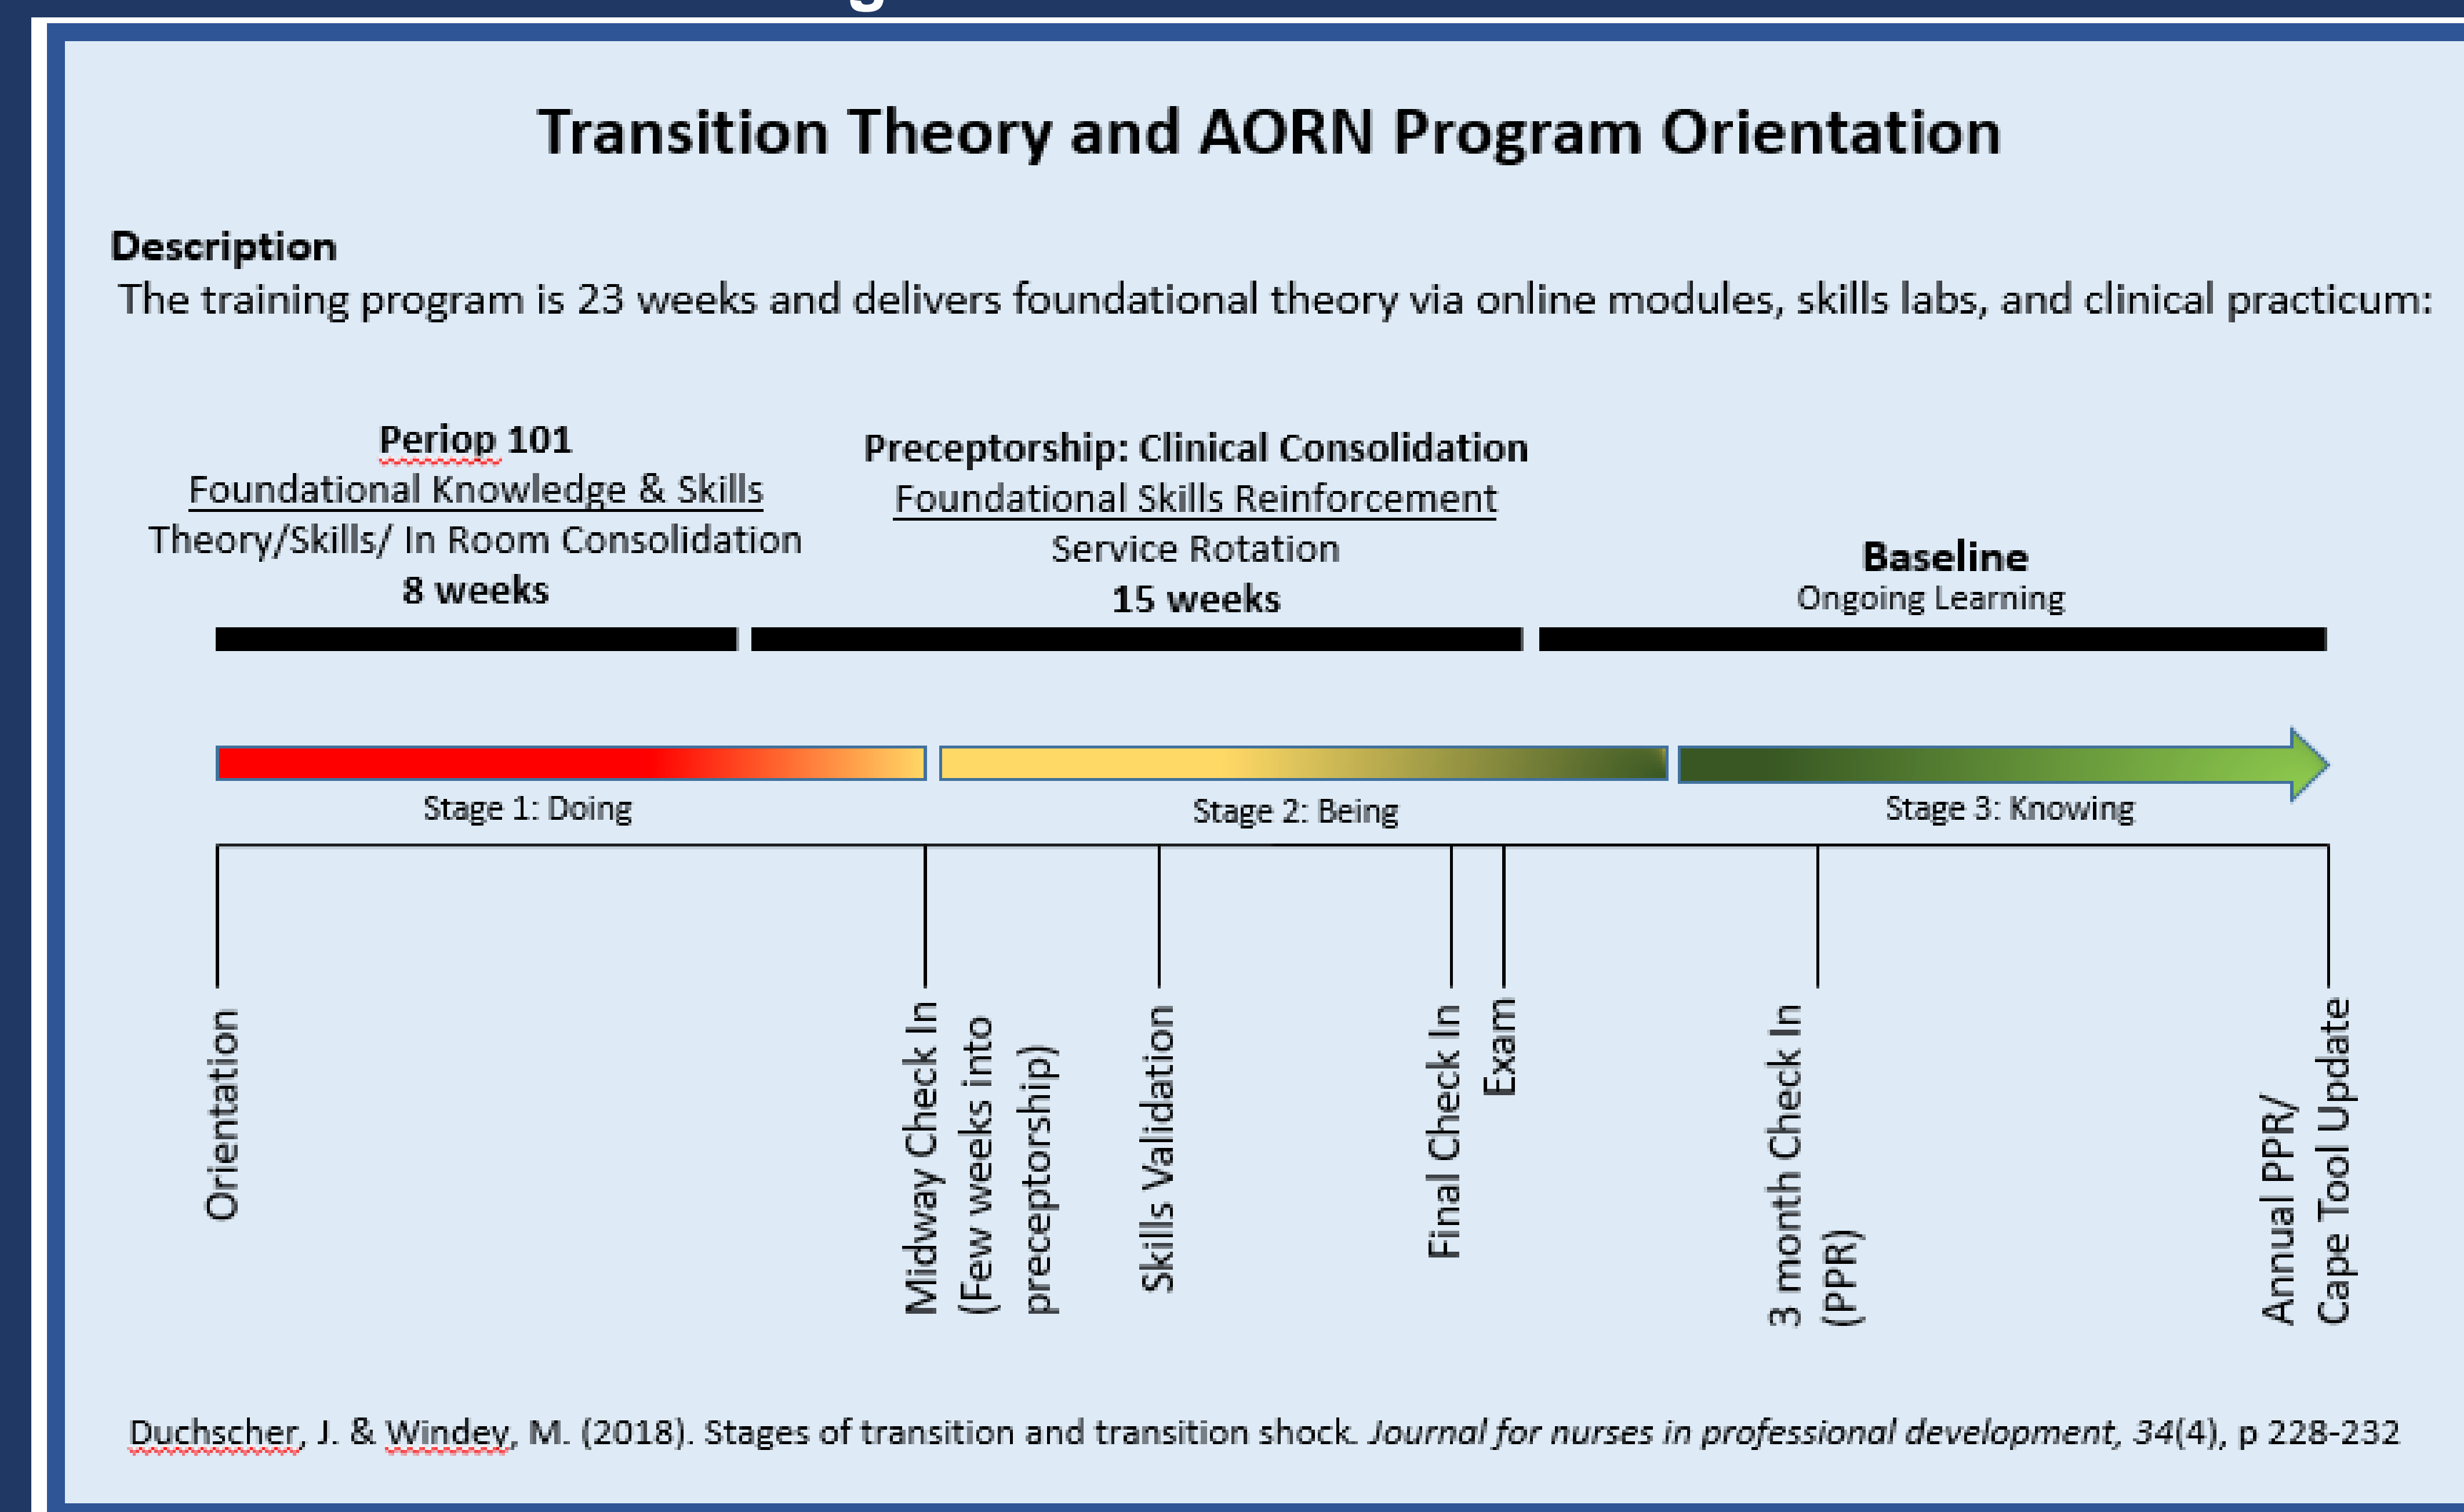 Transition Theory and AORN Program Orientation
Description
The training program is 23 weeks and delivers foundational theory via online modules, skills labs, and clinical practicum:
Periop 101
Foundational Knowledge & Skills
Theory/Skills/ In Room Consolidation
8 weeks
Preceptorship: Clinical Consolidation
Foundational Skills Reinforcement
Service Rotation
15 weeks
Baseline
Ongoing Learning
Stage 1: Doing
Stage 2: Being
Stage 3: Knowing
Orientation
Midway Check In
(Few weeks into
preceptorship)
Skills Validation
Final Check In
Exam
3 month Check In
(PPR)
Annual PPR/
Cape Tool Update
Duchscher, J. & Windey, M. (2018). Stages of transition and transition shock. Journal for nurses in professional development, 34(4), p 228-232